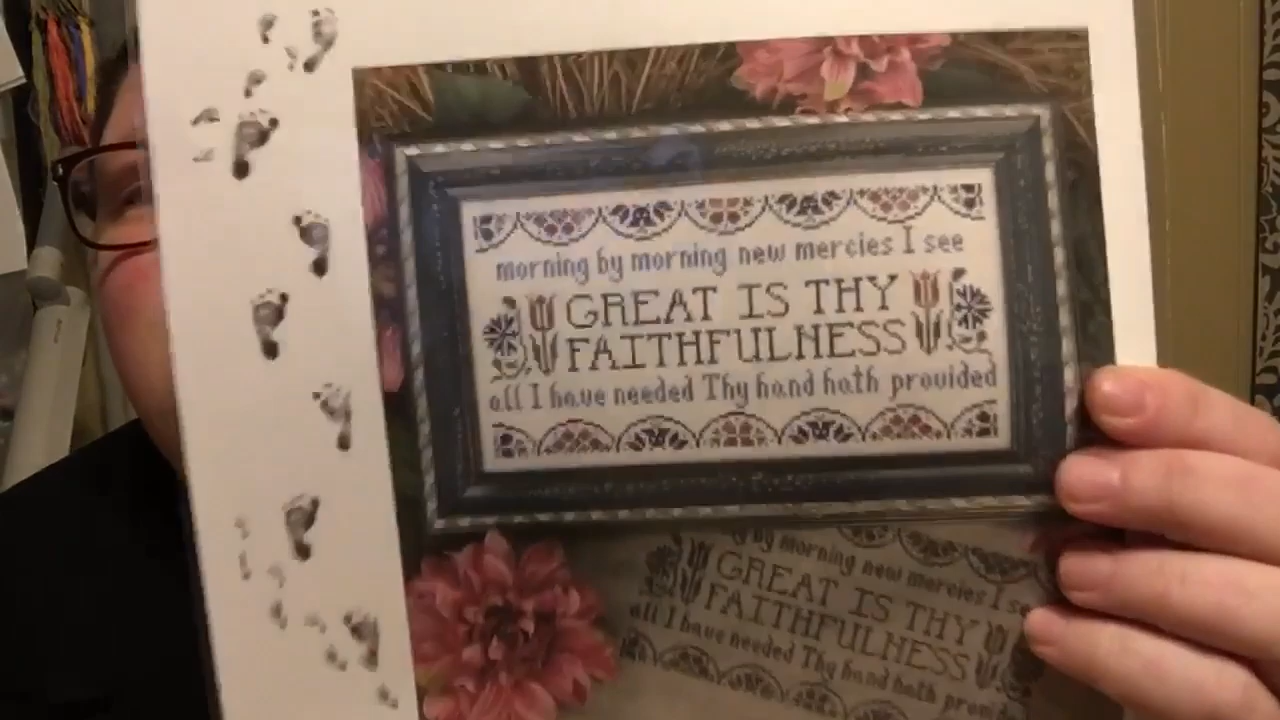 morning by morning new mercies I see
GREAT IS THY
FAITHFULNESS
all I have needed Thy hand hath provided
by morning new mercies I se
GREAT IS THY
FAITHFULNESS
all I have needed Thy hand hath provid